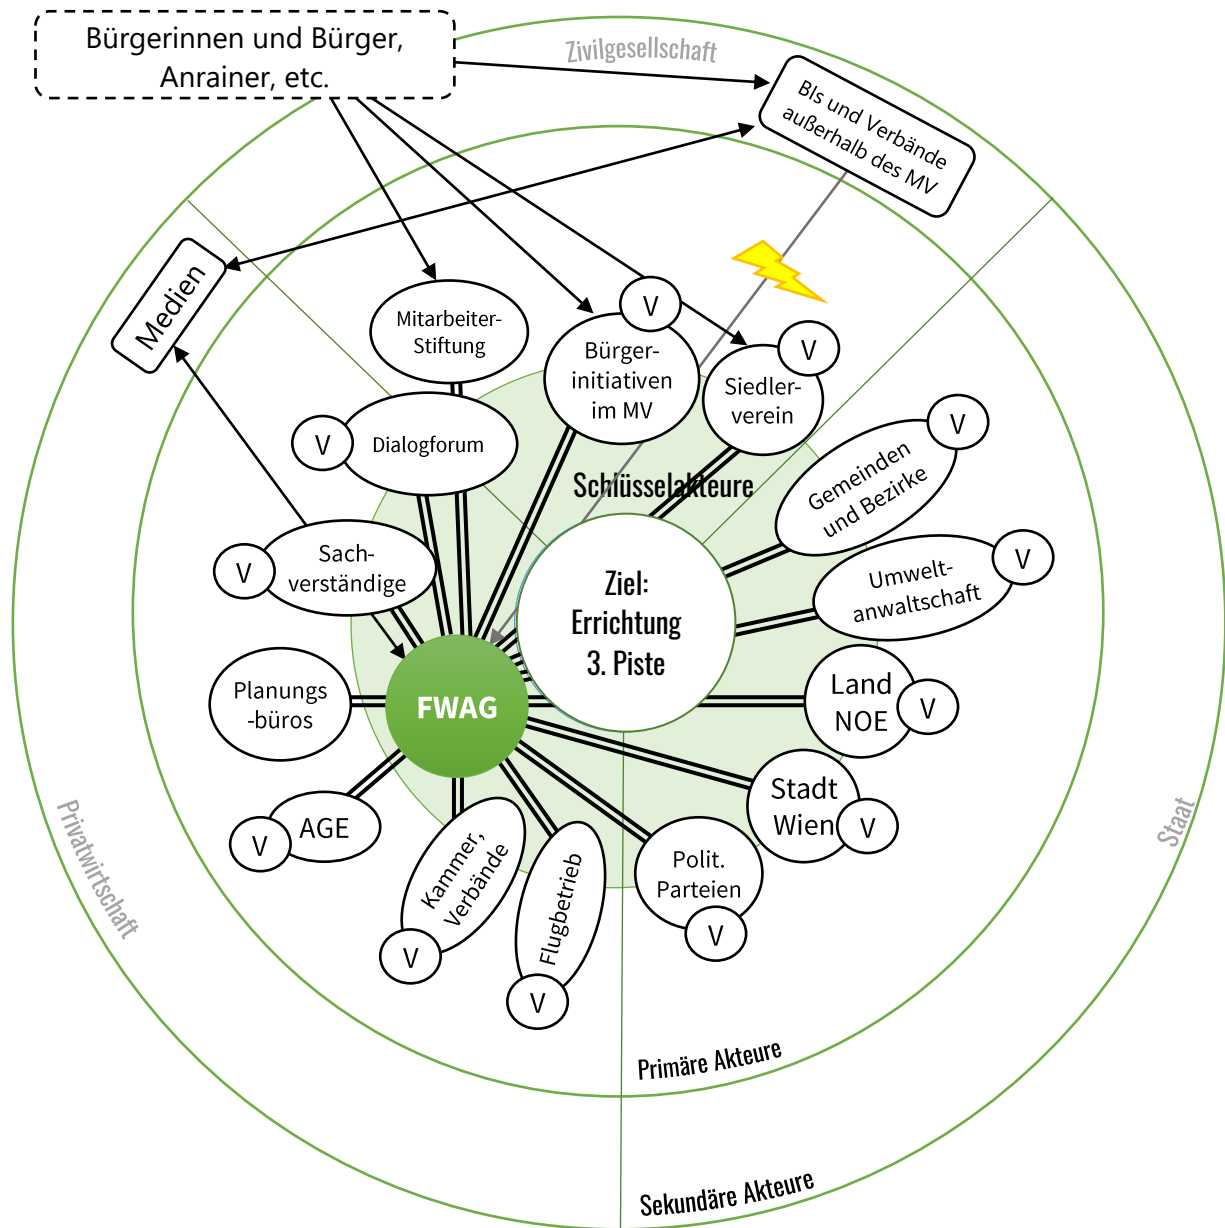 Bürgerinnen und Bürger,
Anrainer, etc.
Zivilgesellschaft
BIs und Verbände
außerhalb des MV
Medien
Mitarbeiter-
Stiftung
V
Bürger-
initiativen
im MV
V
Siedler-
verein
V
Dialogforum
V
Gemeinden
und Bezirke
Schlüsselakteure
V
Sach-
verständige
V
Umwelt-
anwaltschaft
Ziel:
Errichtung
3. Piste
Planungs
-büros
FWAG
Land
NOE
V
Stadt
Wien
V
AGE
V
Kammer,
Verbände
V
Flugbetrieb
V
Polit.
Parteien
V
Privatwirtschaft
Staat
Primäre Akteure
Sekundäre Akteure